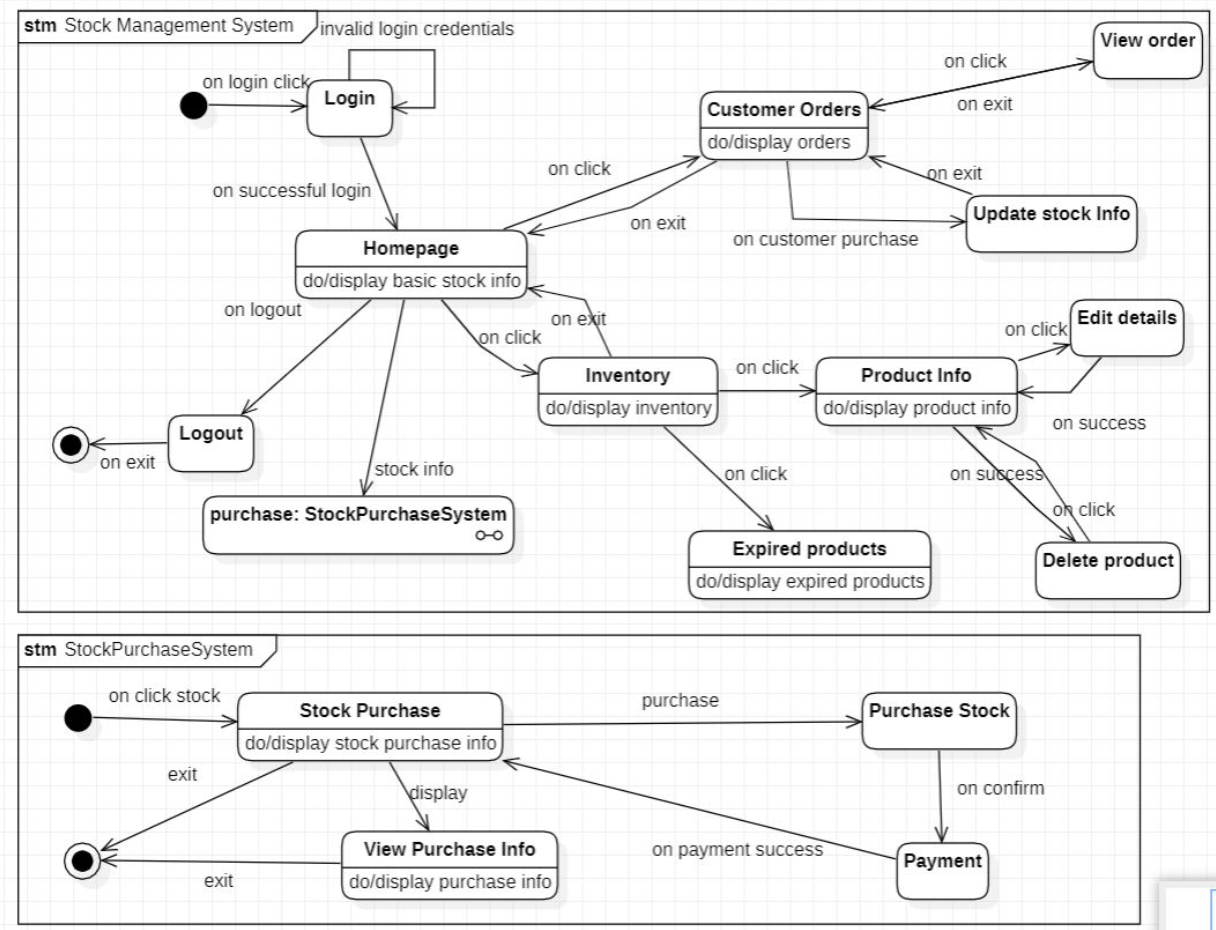 stm Stock Management System
invalid login credentials
on login click
Login
on click
View order
on exit
Customer Orders
do/display orders
on click
on successful login
on exit
on exit
Update stock Info
on customer purchase
Homepage
do/display basic stock info
on logout
on exit
on click
on click
Edit details
Inventory
do/display inventory
on click
Product Info
do/display product info
on success
Logout
on exit
stock info
on click
on success
on click
purchase: StockPurchaseSystem
Expired products
do/display expired products
Delete product
stm StockPurchaseSystem
on click stock
Stock Purchase
do/display stock purchase info
purchase
Purchase Stock
exit
display
on confirm
View Purchase Info
do/display purchase info
on payment success
Payment
exit